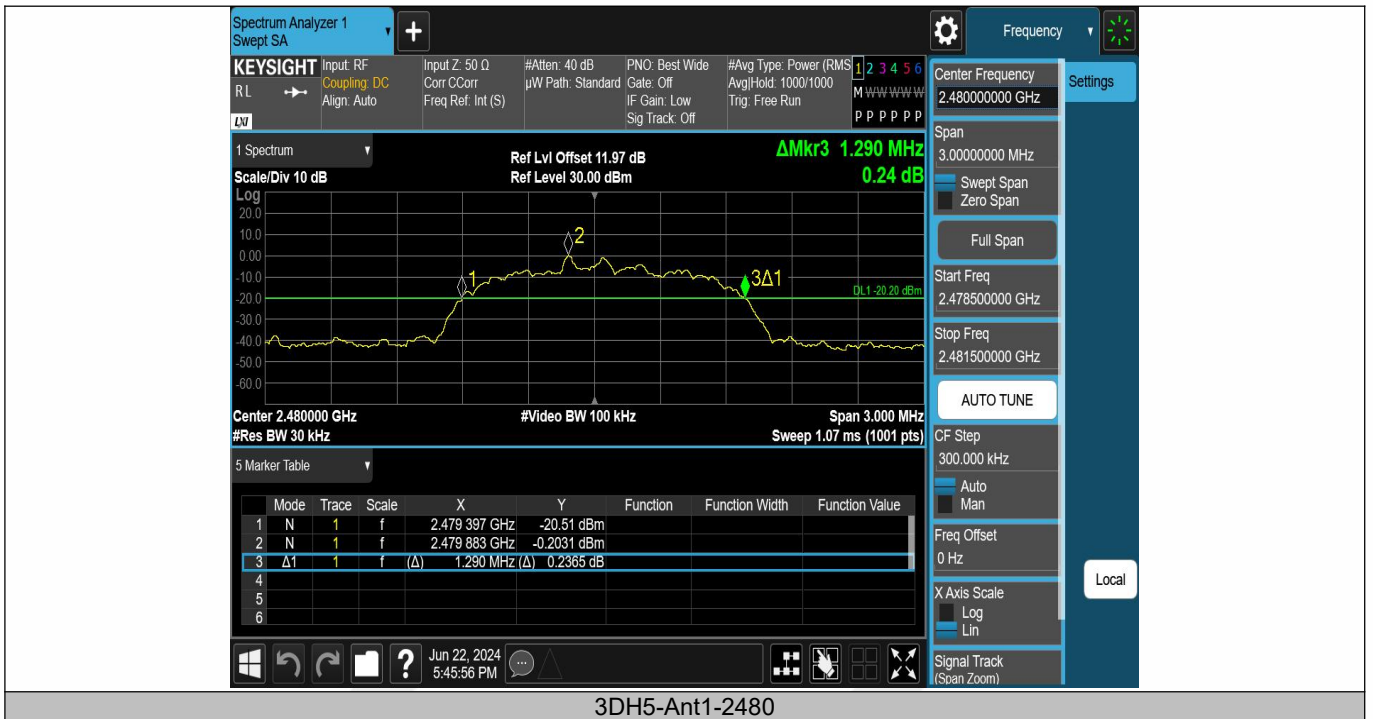 Spectrum Analyzer 1
Swept SA
+
Frequency
KEYSIGHT
RL
LXI
Input: RF
Coupling: DC
Align: Auto
Input Z: 50 Ω
Corr CCorr
Freq Ref: Int (S)
#Atten: 40 dB
µW Path: Standard
PNO: Best Wide
Gate: Off
IF Gain: Low
Sig Track: Off
#Avg Type: Power (RMS
Avg|Hold: 1000/1000
Trig: Free Run
1 2 3 4 5 6
M W W W W W
P P P P P P
1 Spectrum
Scale/Div 10 dB
Ref Lvl Offset 11.97 dB
Ref Level 30.00 dBm
ΔMkr3 1.290 MHz
0.24 dB
Log
20.0
10.0
0.00
-10.0
-20.0
-30.0
-40.0
-50.0
-60.0
1
2
3Δ1
DL1 -20.20 dBm
Center 2.480000 GHz
#Video BW 100 kHz
Span 3.000 MHz
#Res BW 30 kHz
Sweep 1.07 ms (1001 pts)
5 Marker Table
Mode Trace Scale X Y Function Function Width Function Value
1 N 1 f 2.479 397 GHz -20.51 dBm
2 N 1 f 2.479 883 GHz -0.2031 dBm
3 Δ1 1 f (Δ) 1.290 MHz (Δ) 0.2365 dB
4
5
6
Center Frequency
2.480000000 GHz
Settings
Span
3.00000000 MHz
Swept Span
Zero Span
Full Span
Start Freq
2.478500000 GHz
Stop Freq
2.481500000 GHz
AUTO TUNE
CF Step
300.000 kHz
Auto
Man
Freq Offset
0 Hz
X Axis Scale
Log
Lin
Local
Signal Track
(Span Zoom)
?
Jun 22, 2024
5:45:56 PM
3DH5-Ant1-2480